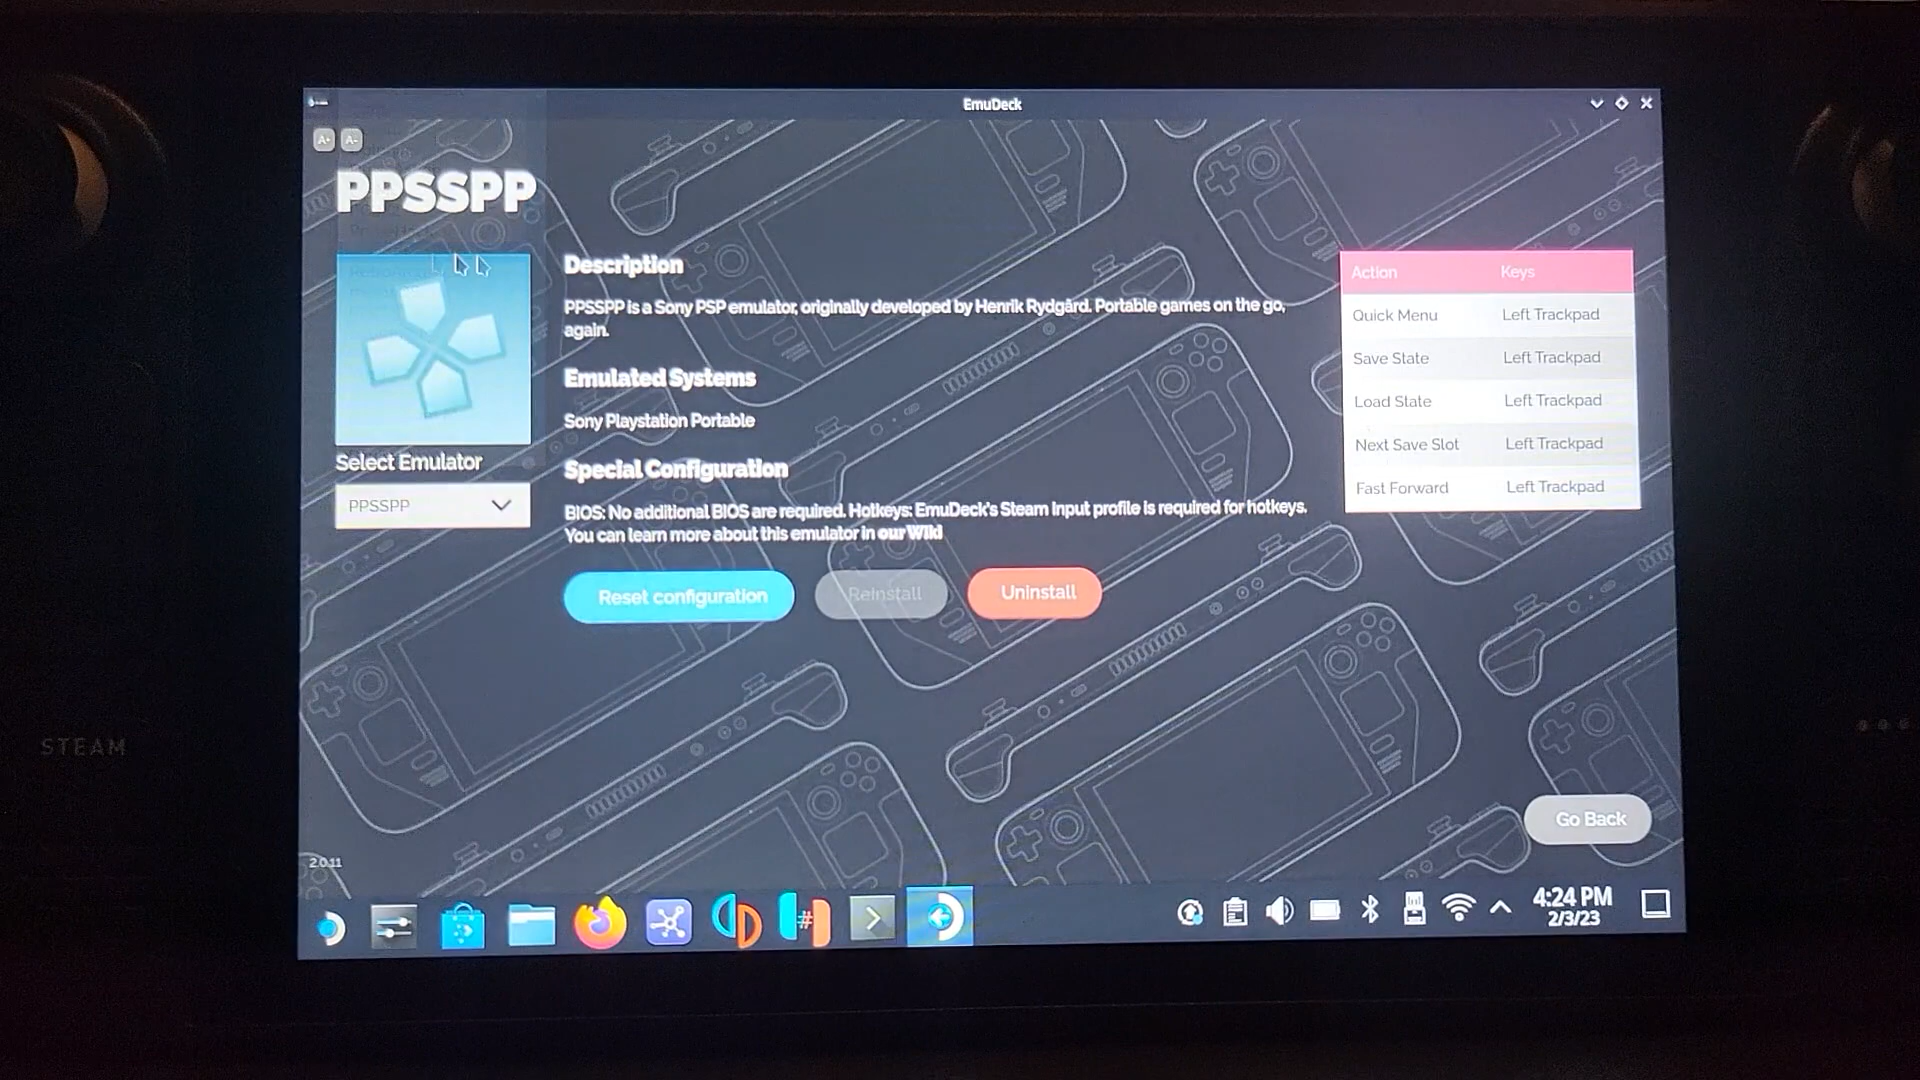 EmuDeck
A+ A-
PPSSPP
Description
PPSSPP is a Sony PSP emulator, originally developed by Henrik Rydgård. Portable games on the go,
again.
Emulated Systems
Sony Playstation Portable
Special Configuration
BIOS: No additional BIOS are required. Hotkeys: EmuDeck's Steam Input profile is required for hotkeys.
You can learn more about this emulator in our Wiki
Select Emulator
PPSSPP
Reset configuration
Reinstall
Uninstall
Action Keys
Quick Menu Left Trackpad
Save State Left Trackpad
Load State Left Trackpad
Next Save Slot Left Trackpad
Fast Forward Left Trackpad
STEAM
Go Back
2.0.11
4:24 PM
2/3/23